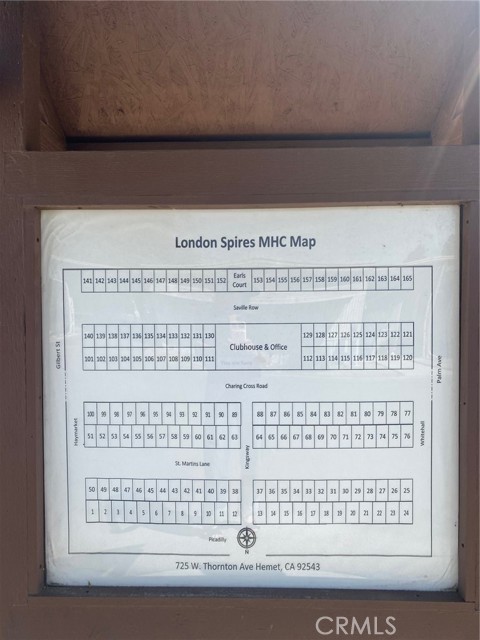 London Spires MHC Map
141 142 143 144 145 146 147 148 149 150 151 152 Earls Court 153 154 155 156 157 158 159 160 161 162 163 164 165
Saville Row
140 139 138 137 136 135 134 133 132 131 130 129 128 127 126 125 124 123 122 121
Clubhouse & Office
101 102 103 104 105 106 107 108 109 110 111 112 113 114 115 116 117 118 119 120
Gilbert St
Palm Ave
Charing Cross Road
100 99 98 97 96 95 94 93 92 91 90 89 88 87 86 85 84 83 82 81 80 79 78 77
Haymarket
Whitehall
51 52 53 54 55 56 57 58 59 60 61 62 63 64 65 66 67 68 69 70 71 72 73 74 75 76
St. Martins Lane
Kingsway
50 49 48 47 46 45 44 43 42 41 40 39 38 37 36 35 34 33 32 31 30 29 28 27 26 25
1 2 3 4 5 6 7 8 9 10 11 12 13 14 15 16 17 18 19 20 21 22 23 24
Picadilly
N
725 W. Thornton Ave Hemet, CA 92543
CRMLS